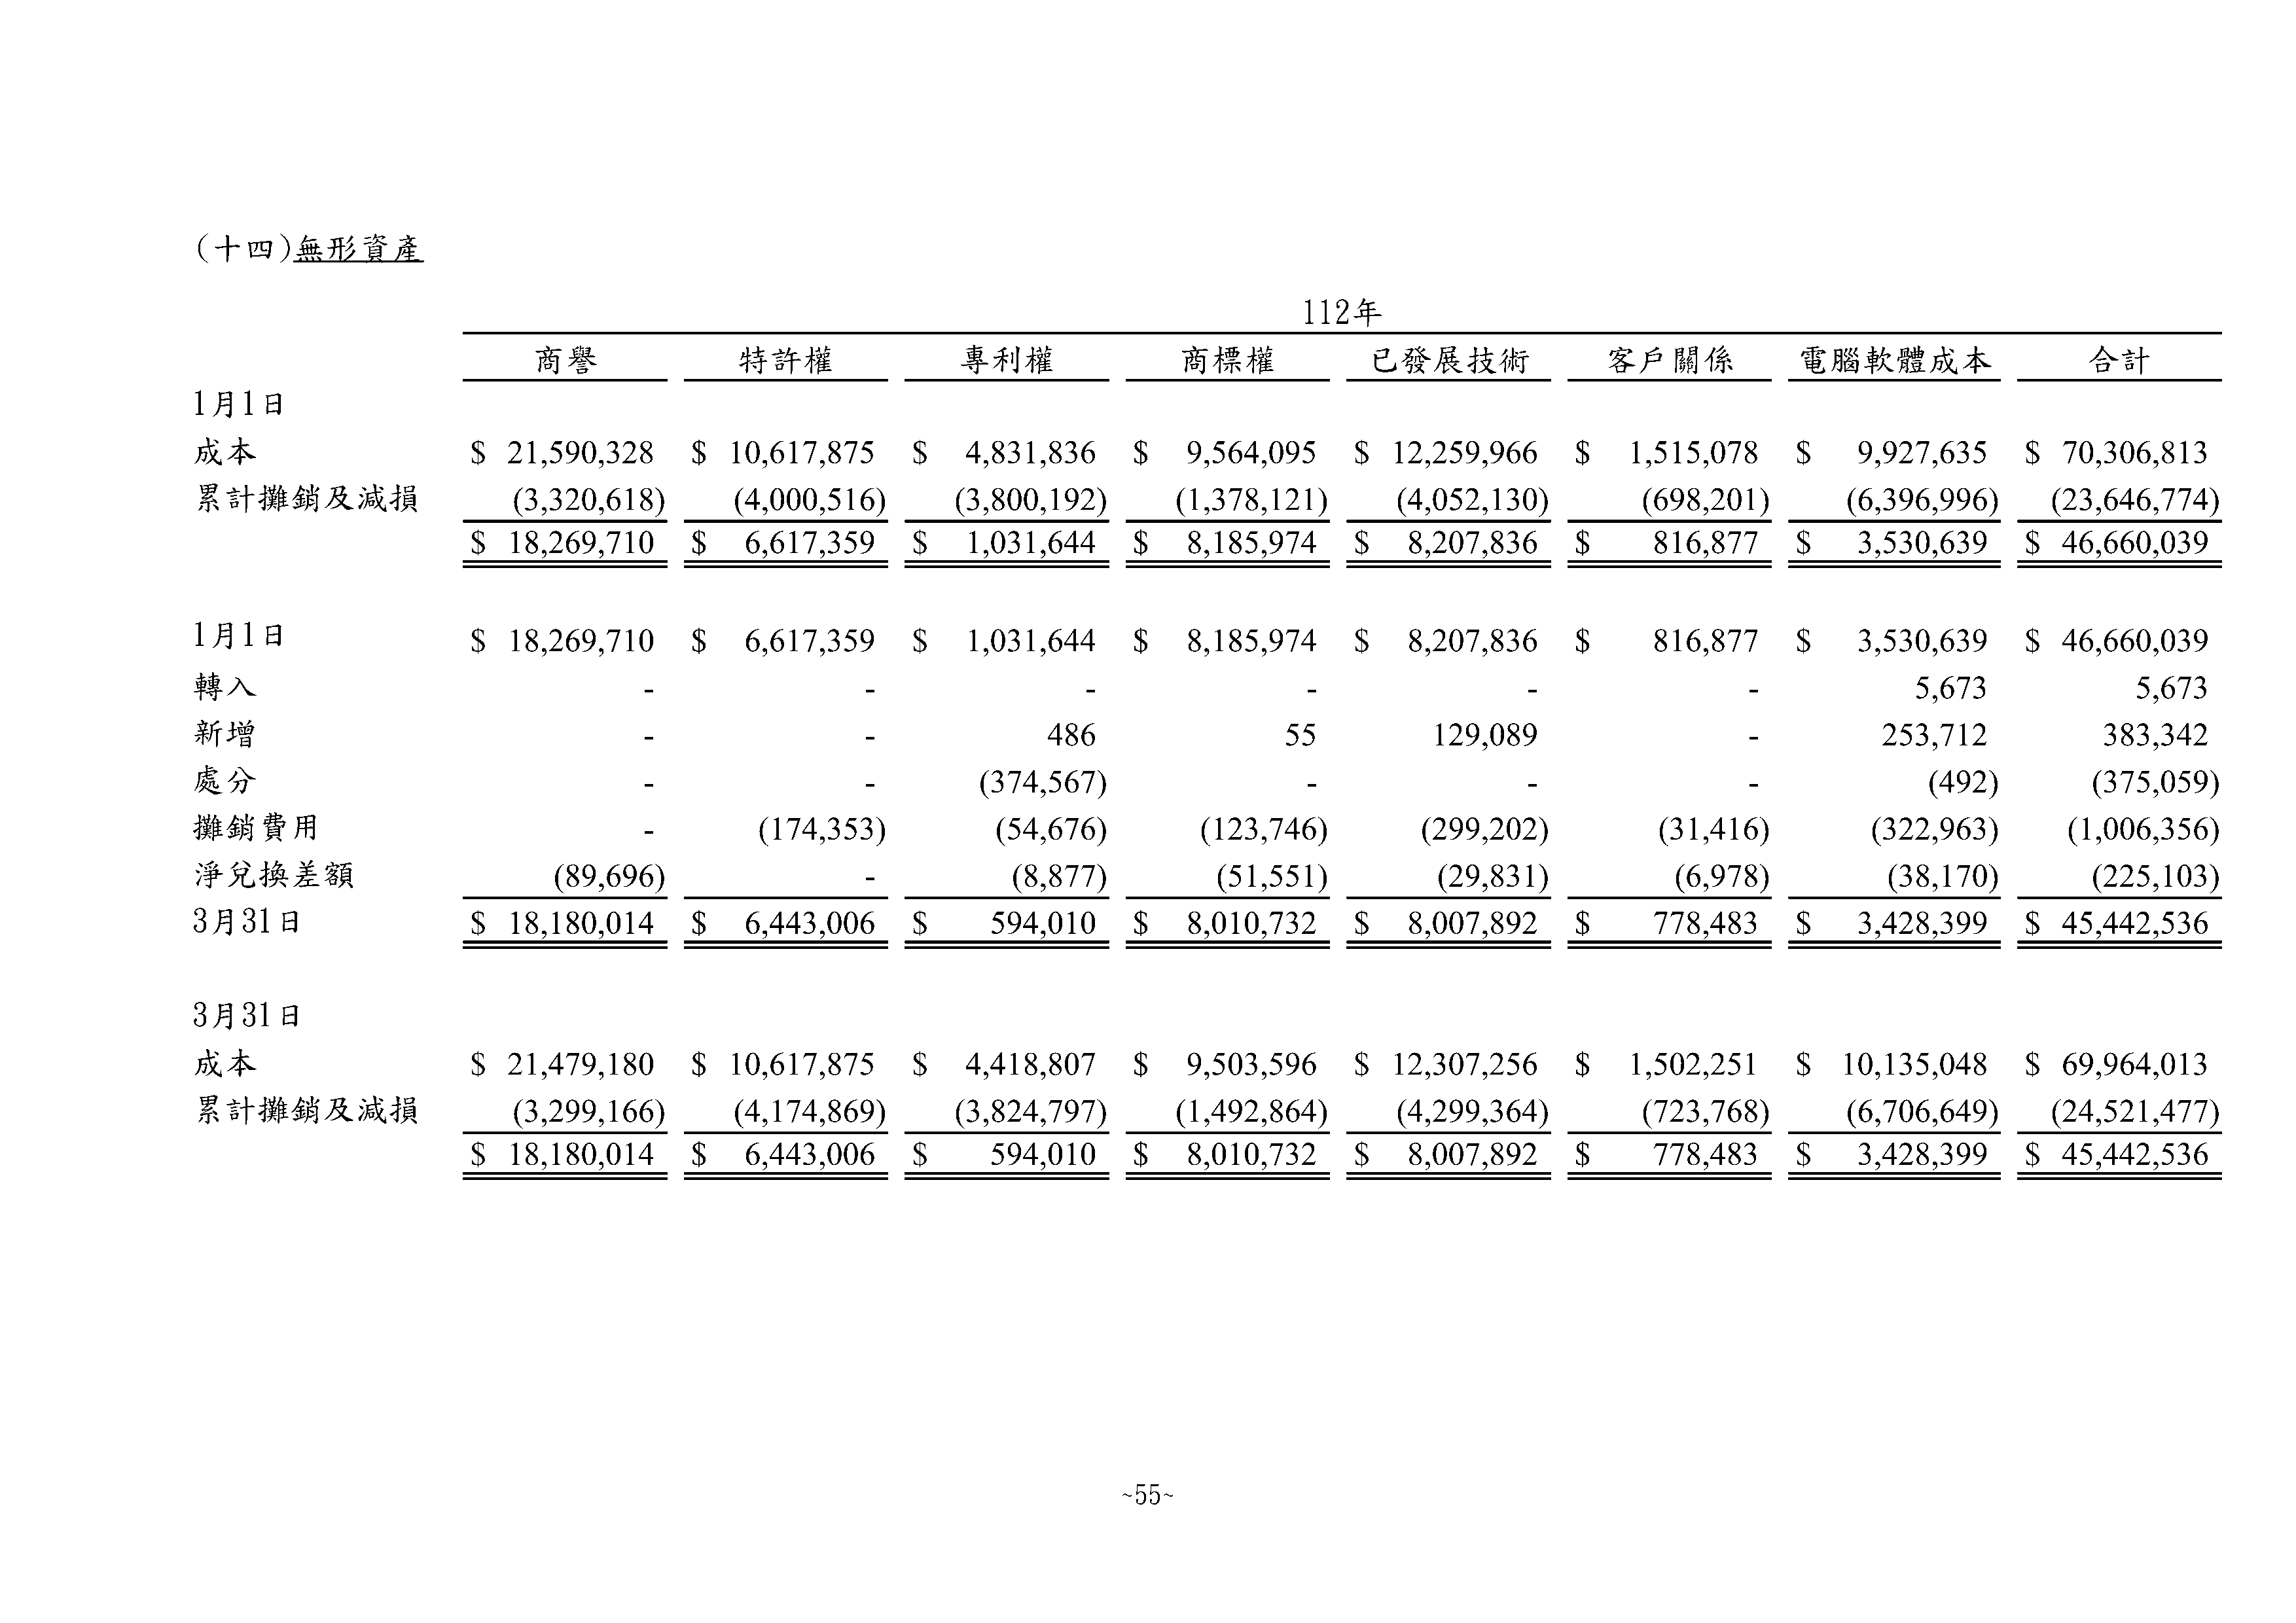 (十四)無形資產
112年
商譽 特許權 專利權 商標權 已發展技術 客戶關係 電腦軟體成本 合計
1月1日
成本 $ 21,590,328 $ 10,617,875 $ 4,831,836 $ 9,564,095 $ 12,259,966 $ 1,515,078 $ 9,927,635 $ 70,306,813
累計攤銷及減損 (3,320,618) (4,000,516) (3,800,192) (1,378,121) (4,052,130) (698,201) (6,396,996) (23,646,774)
$ 18,269,710 $ 6,617,359 $ 1,031,644 $ 8,185,974 $ 8,207,836 $ 816,877 $ 3,530,639 $ 46,660,039
1月1日 $ 18,269,710 $ 6,617,359 $ 1,031,644 $ 8,185,974 $ 8,207,836 $ 816,877 $ 3,530,639 $ 46,660,039
轉入 - - - - - - 5,673 5,673
新增 - - 486 55 129,089 - 253,712 383,342
處分 - - (374,567) - - - (492) (375,059)
攤銷費用 - (174,353) (54,676) (123,746) (299,202) (31,416) (322,963) (1,006,356)
淨兌換差額 (89,696) - (8,877) (51,551) (29,831) (6,978) (38,170) (225,103)
3月31日 $ 18,180,014 $ 6,443,006 $ 594,010 $ 8,010,732 $ 8,007,892 $ 778,483 $ 3,428,399 $ 45,442,536
3月31日
成本 $ 21,479,180 $ 10,617,875 $ 4,418,807 $ 9,503,596 $ 12,307,256 $ 1,502,251 $ 10,135,048 $ 69,964,013
累計攤銷及減損 (3,299,166) (4,174,869) (3,824,797) (1,492,864) (4,299,364) (723,768) (6,706,649) (24,521,477)
$ 18,180,014 $ 6,443,006 $ 594,010 $ 8,010,732 $ 8,007,892 $ 778,483 $ 3,428,399 $ 45,442,536
~55~